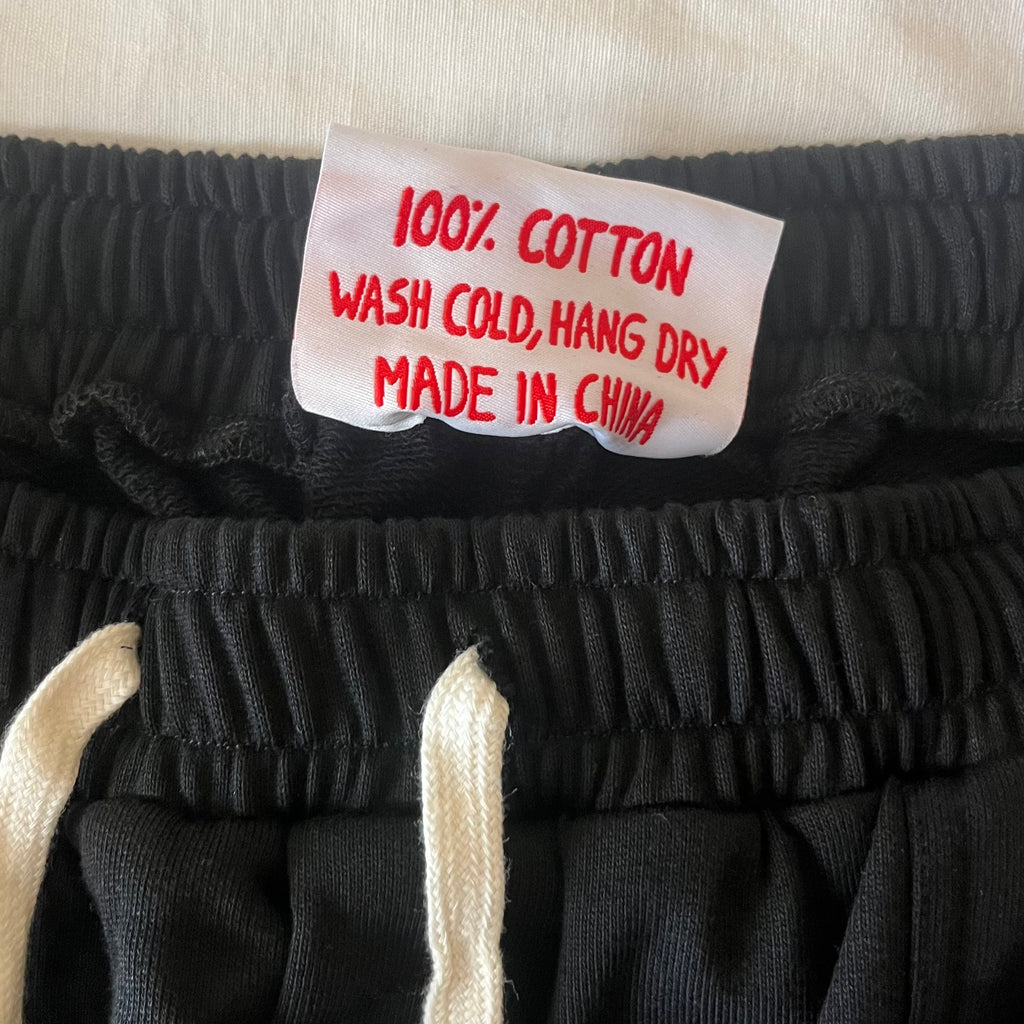 100% COTTON
WASH COLD, HANG DRY
MADE IN CHINA